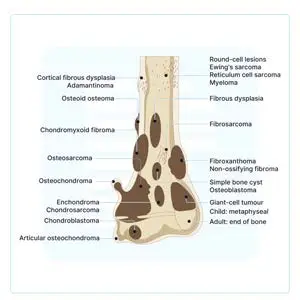 Cortical fibrous dysplasia
Adamantinoma
Osteoid osteoma
Chondromyxoid fibroma
Osteosarcoma
Osteochondroma
Enchondroma
Chondrosarcoma
Chondroblastoma
Articular osteochondroma
Round-cell lesions
Ewing's sarcoma
Reticulum cell sarcoma
Myeloma
Fibrous dysplasia
Fibrosarcoma
Fibroxanthoma
Non-ossifying fibroma
Simple bone cyst
Osteoblastoma
Giant-cell tumour
Child: metaphyseal
Adult: end of bone